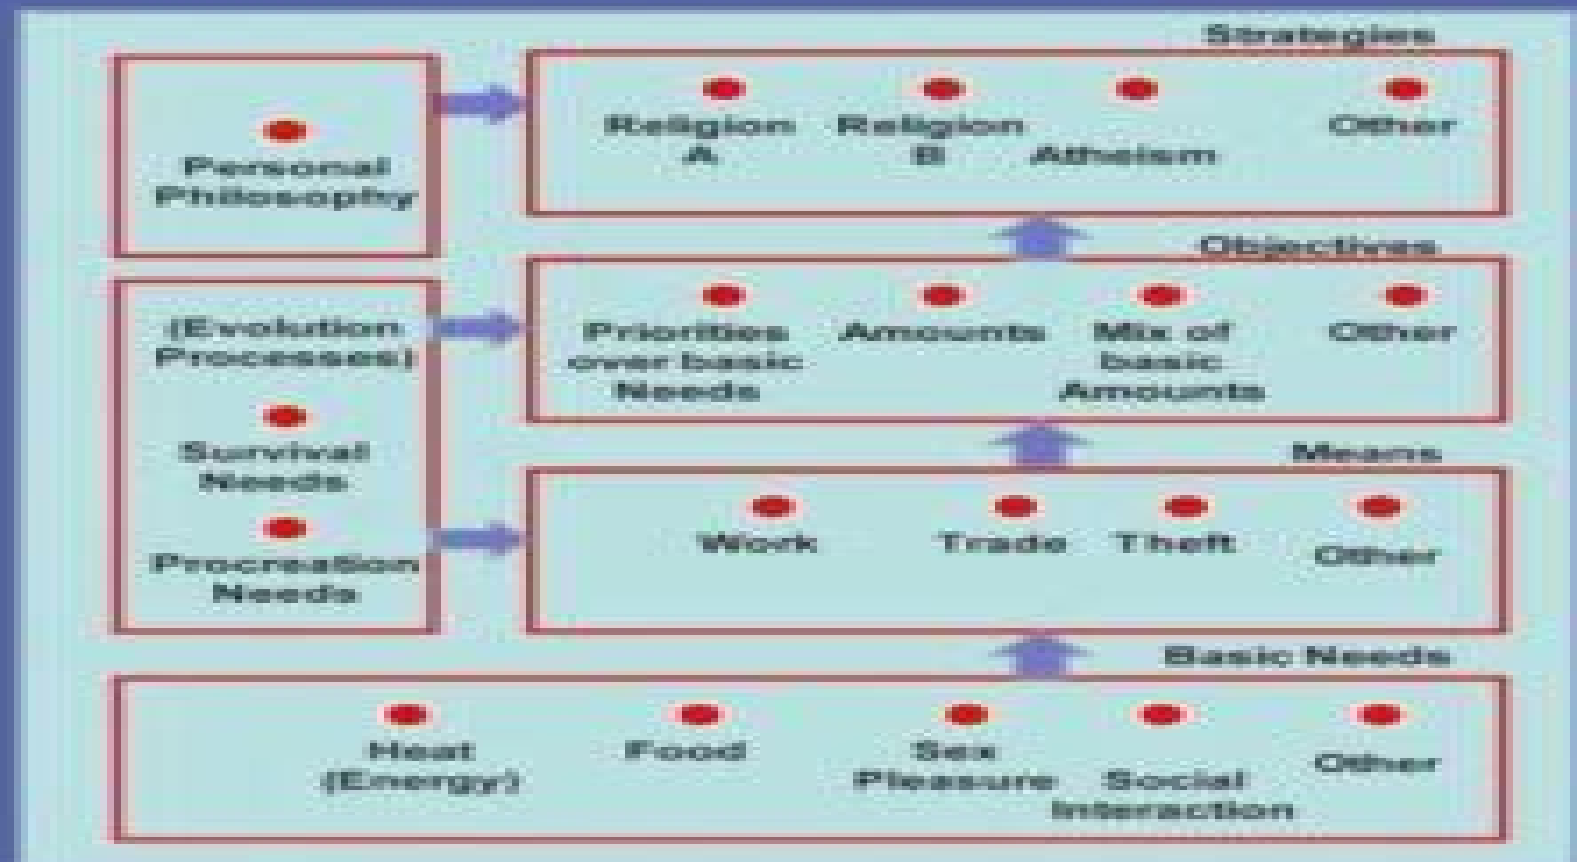 Strategies
Personal
Philosophy
Religion
A
Religion
B
Atheism
Other
Objectives
(Evolution
Processes)
Survival
Needs
Procreation
Needs
Priorities
over basic
Needs
Amounts
Mix of
basic
Amounts
Other
Means
Work
Trade
Theft
Other
Basic Needs
Heat
(Energy)
Food
Sex
Pleasure
Social
Interaction
Other